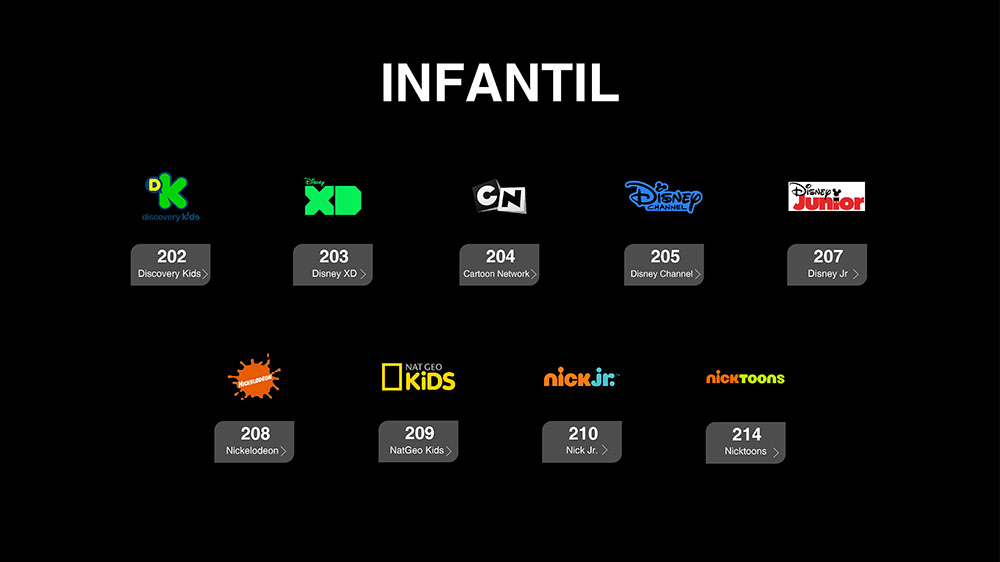 INFANTIL
DK
discovery kids
Disney
XD
CN
Disney
CHANNEL
Disney
Junior
202
Discovery Kids
203
Disney XD
204
Cartoon Network
205
Disney Channel
207
Disney Jr
NICKELODEON
NAT GEO
KiDS
nick jr.™
nickTOONS
208
Nickelodeon
209
NatGeo Kids
210
Nick Jr.
214
Nicktoons